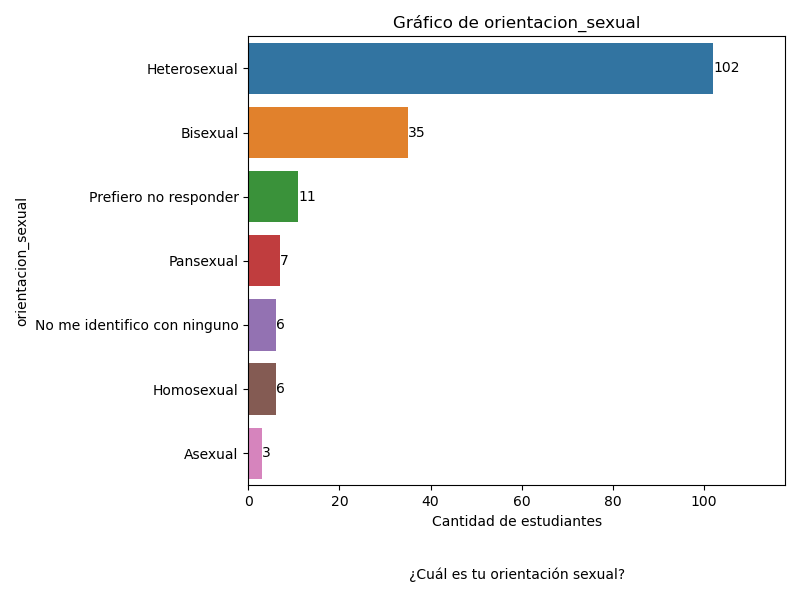 Gráfico de orientacion_sexual
Heterosexual
102
Bisexual
35
Prefiero no responder
11
Pansexual
7
No me identifico con ninguno
6
Homosexual
6
Asexual
3
orientacion_sexual
0 20 40 60 80 100
Cantidad de estudiantes
¿Cuál es tu orientación sexual?